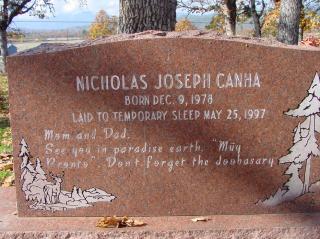 NICHOLAS JOSEPH CANHA
BORN DEC. 9, 1978
LAID TO TEMPORARY SLEEP MAY 25, 1997
Mom and Dad,
See you in paradise earth. "Muy
Pronto". Don't forget the doohasary